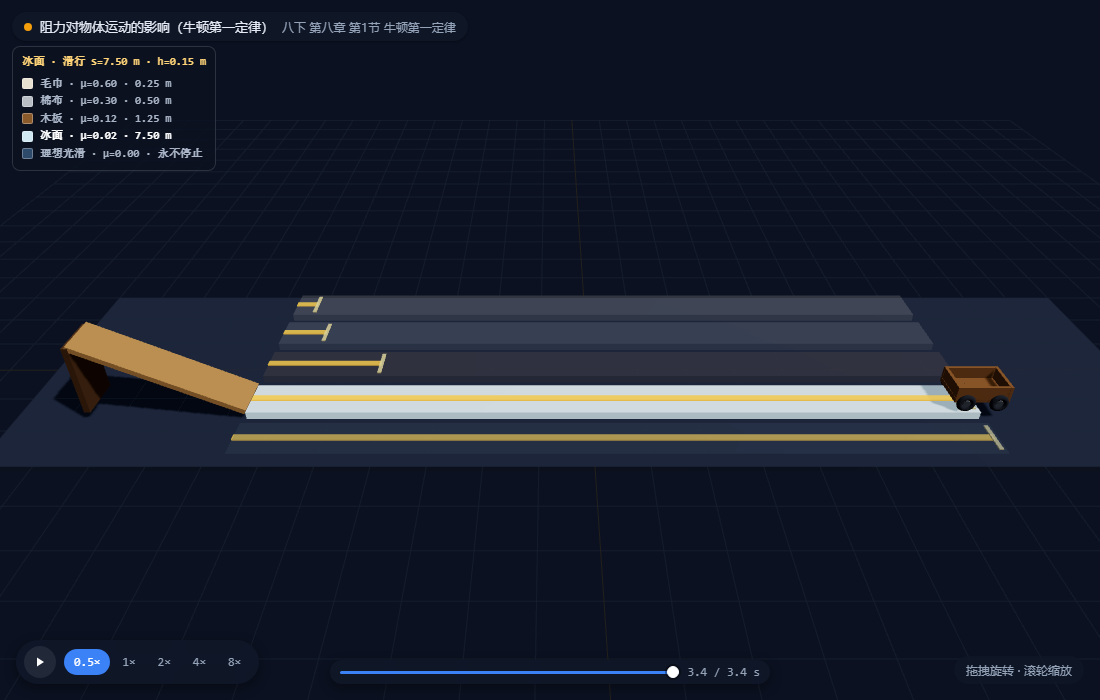 阻力对物体运动的影响（牛顿第一定律） 八下 第八章 第1节 牛顿第一定律
冰面 · 滑行 s=7.50 m · h=0.15 m
毛巾 · μ=0.60 · 0.25 m
棉布 · μ=0.30 · 0.50 m
木板 · μ=0.12 · 1.25 m
冰面 · μ=0.02 · 7.50 m
理想光滑 · μ=0.00 · 永不停止
0.5× 1× 2× 4× 8×
3.4 / 3.4 s
拖拽旋转 · 滚轮缩放